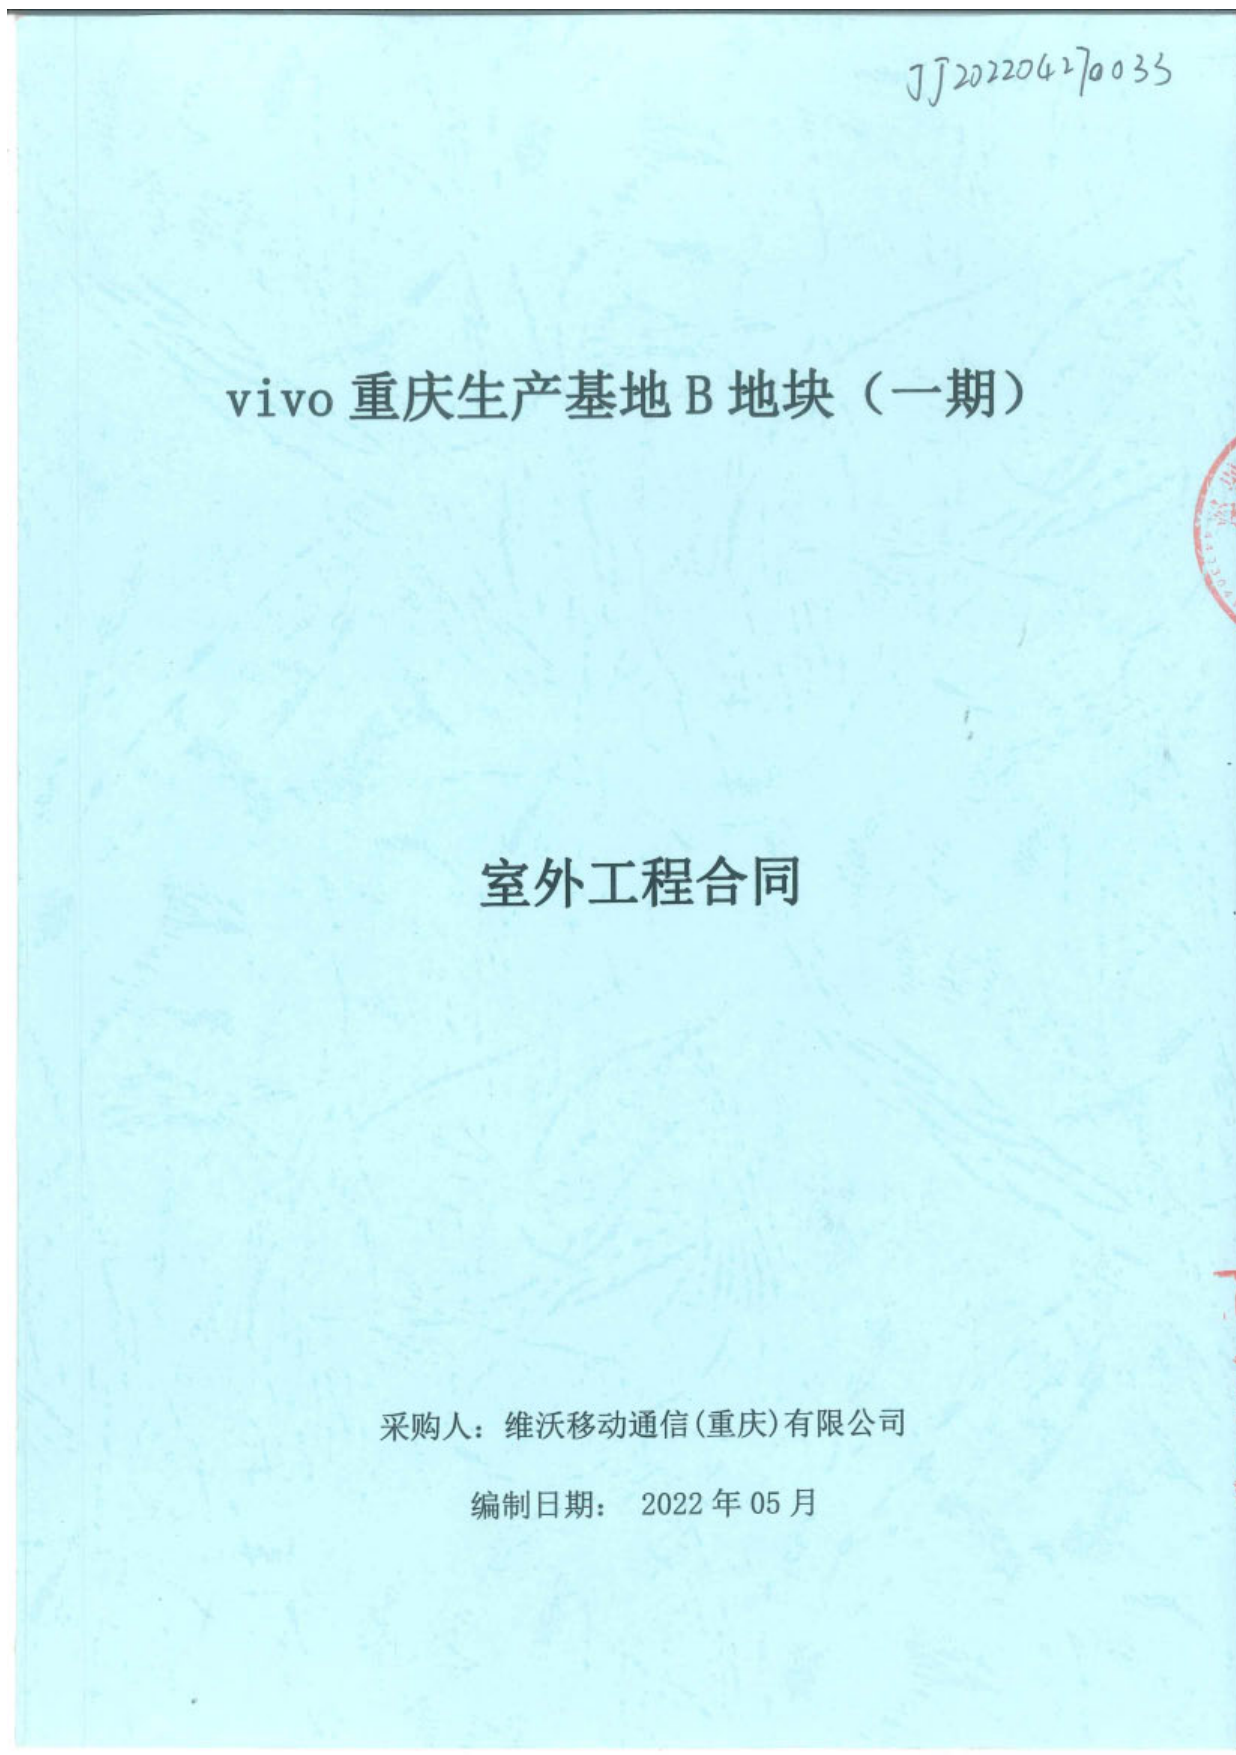 JJ202204270033
vivo 重庆生产基地 B 地块（一期）
室外工程合同
采购人：维沃移动通信(重庆)有限公司
编制日期： 2022 年 05 月